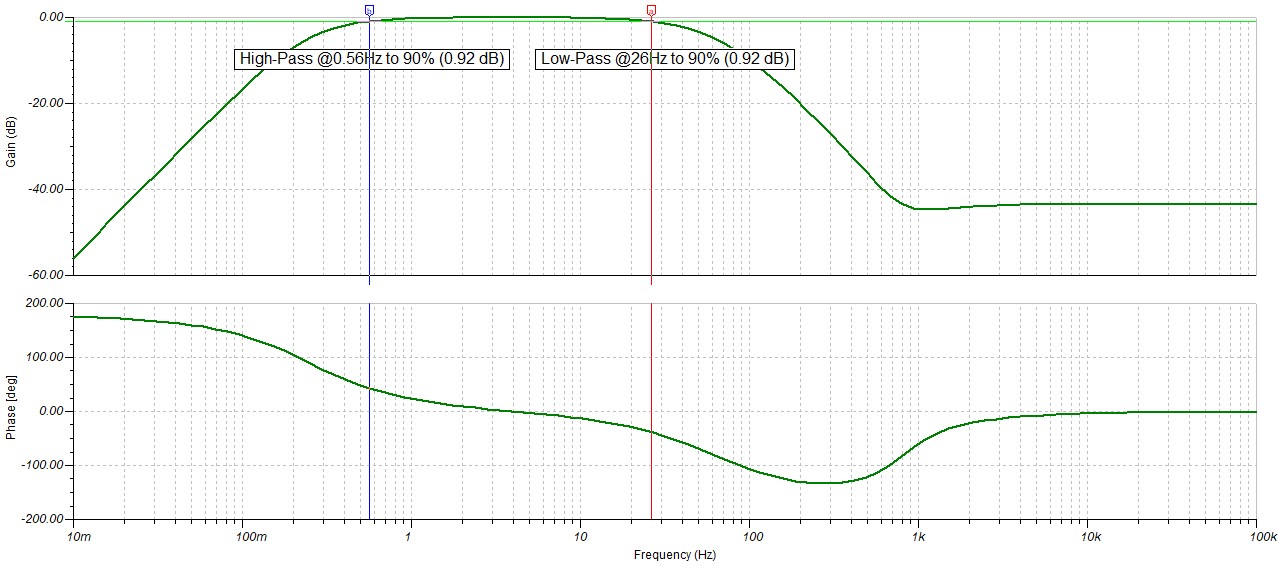 b
a
0.00
High-Pass @0.56Hz to 90% (0.92 dB)
Low-Pass @26Hz to 90% (0.92 dB)
-20.00
Gain (dB)
-40.00
-60.00
200.00
100.00
Phase [deg]
0.00
-100.00
-200.00
10m
100m
1
10
100
1k
10k
100k
Frequency (Hz)